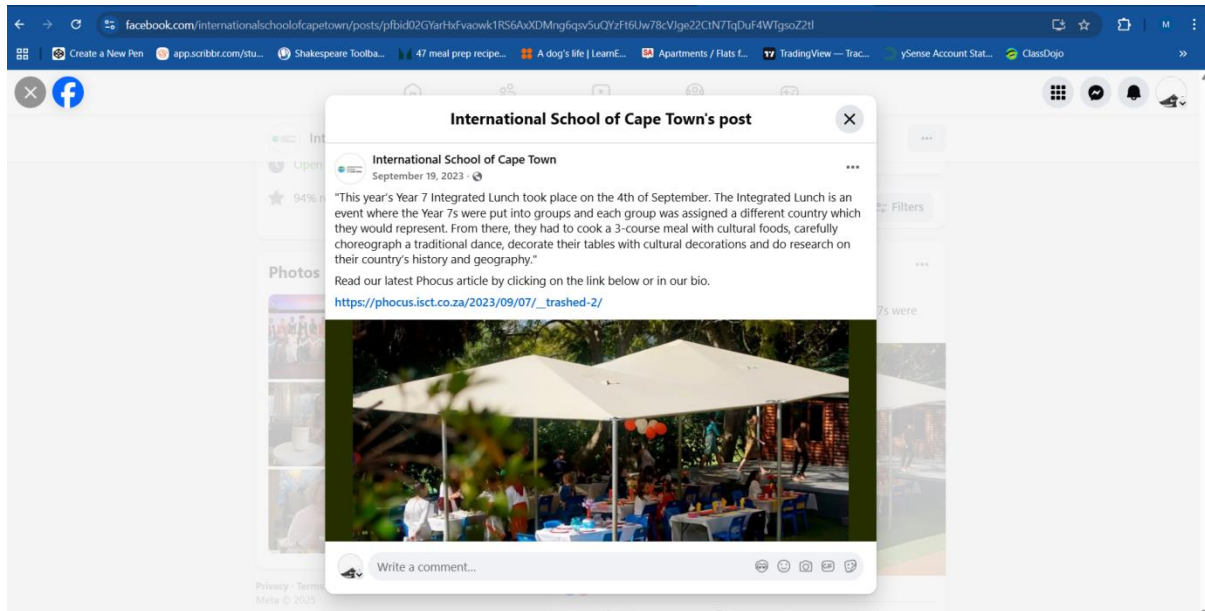 facebook.com/internationalschoolofcapetown/posts/pfbid02GYarHxFvaowk1RS6AxXDMng6qsv5uQYzFt6Uw78cVJge22CtN7TqDuF4WTgsoZ2tl
M
Create a New Pen app.scribbr.com/stu... Shakespeare Toolba... 47 meal prep recipe... A dog's life | LearnE... SA Apartments / Flats f... TradingView — Trac... ySense Account Stat... ClassDojo »
International School of Cape Town's post
Int
Open
94% r
Filters
International School of Cape Town
September 19, 2023 ·
"This year's Year 7 Integrated Lunch took place on the 4th of September. The Integrated Lunch is an
event where the Year 7s were put into groups and each group was assigned a different country which
they would represent. From there, they had to cook a 3-course meal with cultural foods, carefully
choreograph a traditional dance, decorate their tables with cultural decorations and do research on
their country's history and geography."
Read our latest Phocus article by clicking on the link below or in our bio.
https://phocus.isct.co.za/2023/09/07/__trashed-2/
Photos
7s were
Write a comment...
GIF
Privacy · Terms
Meta © 2025